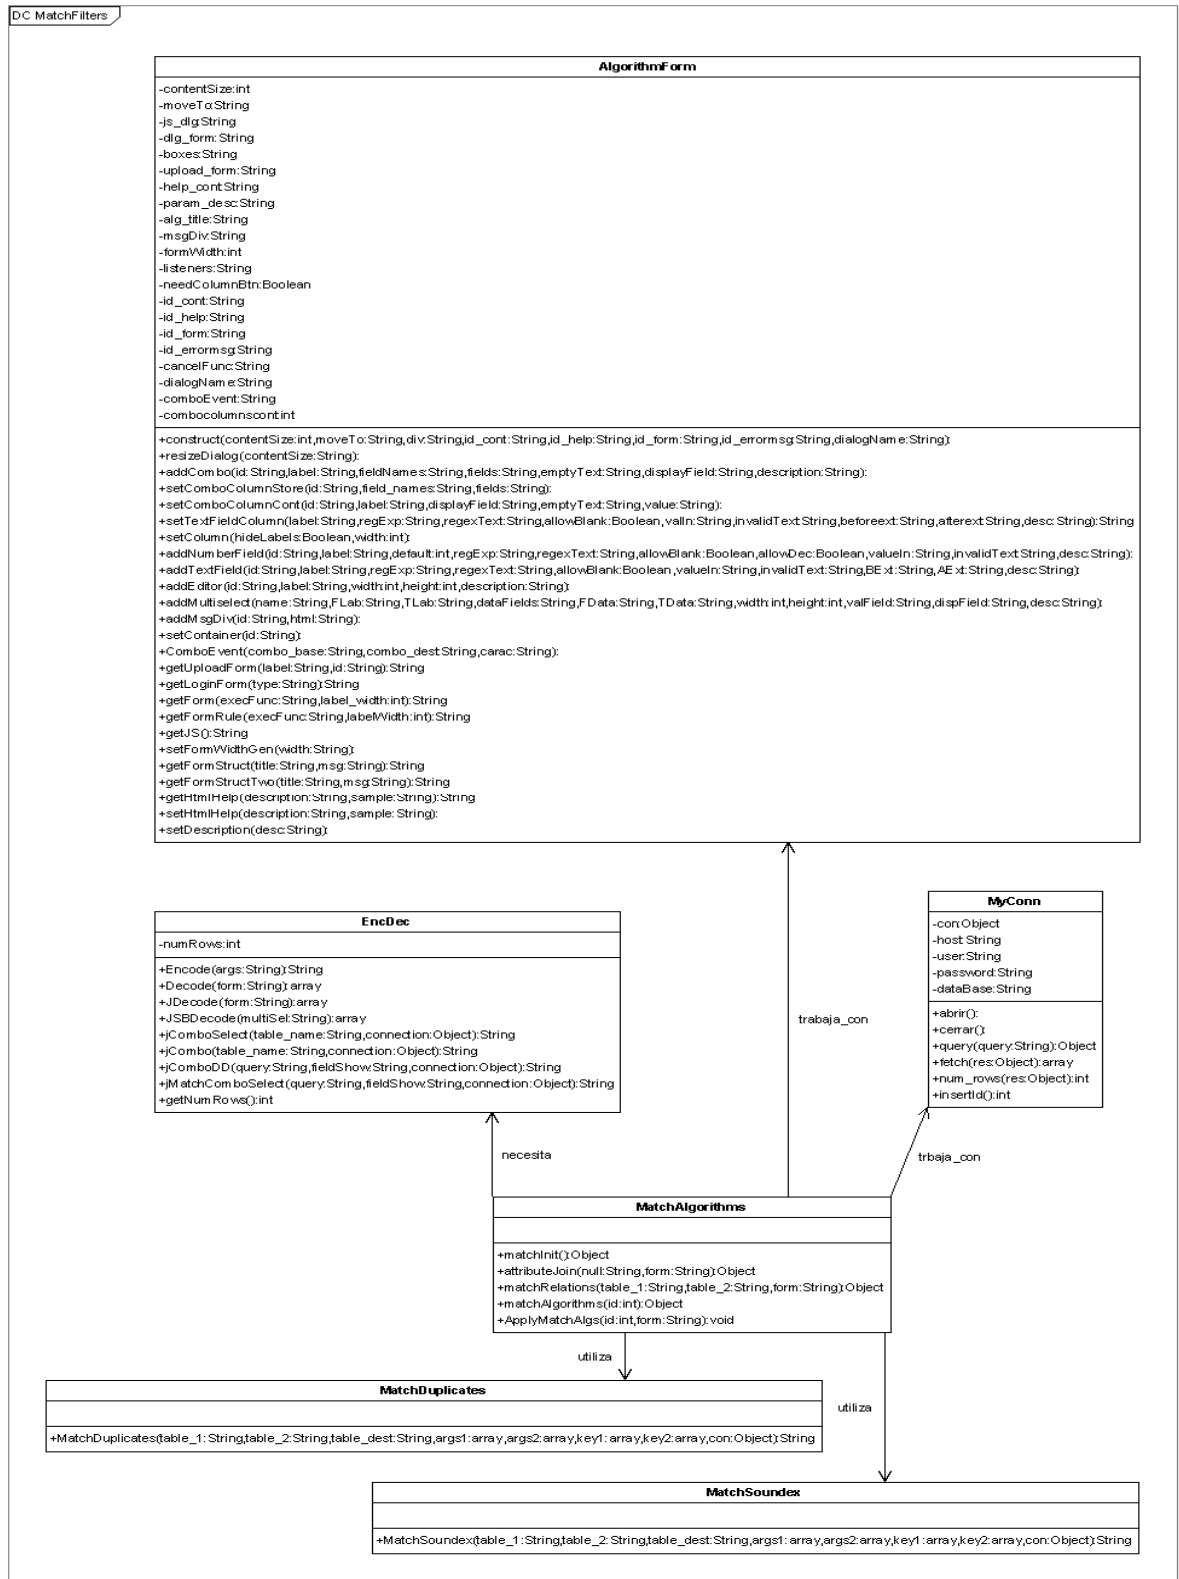 DC MatchFilters
AlgorithmForm
-contentSize:int
-moveTo:String
-js_dlg:String
-dlg_form:String
-boxes:String
-upload_form:String
-help_cont:String
-param_desc:String
-alg_title:String
-msgDiv:String
-formWidth:int
-listeners:String
-needColumnBtn:Boolean
-id_cont:String
-id_help:String
-id_form:String
-id_errormsg:String
-cancelFunc:String
-dialogName:String
-comboEvent:String
-combocolumnscont:int
+construct(contentSize:int,moveTo:String,div:String,id_cont:String,id_help:String,id_form:String,id_errormsg:String,dialogName:String):
+resizeDialog(contentSize:String):
+addCombo(id:String,label:String,fieldNames:String,fields:String,emptyText:String,displayField:String,description:String):
+setComboColumnStore(id:String,field_names:String,fields:String):
+setComboColumnCont(id:String,label:String,displayField:String,emptyText:String,value:String):
+setTextFieldColumn(label:String,regExp:String,regexText:String,allowBlank:Boolean,valIn:String,invalidText:String,beforeext:String,afterext:String,desc:String):String
+setColumn(hideLabels:Boolean,width:int):
+addNumberField(id:String,label:String,default:int,regExp:String,regexText:String,allowBlank:Boolean,allowDec:Boolean,valueIn:String,invalidText:String,desc:String):
+addTextField(id:String,label:String,regExp:String,regexText:String,allowBlank:Boolean,valueIn:String,invalidText:String,BExt:String,AExt:String,desc:String):
+addEditor(id:String,label:String,width:int,height:int,description:String):
+addMultiselect(name:String,FLab:String,TLab:String,dataFields:String,FData:String,TData:String,width:int,height:int,valField:String,dispField:String,desc:String):
+addMsgDiv(id:String,html:String):
+setContainer(id:String):
+ComboEvent(combo_base:String,combo_dest:String,carac:String):
+getUploadForm(label:String,id:String):String
+getLoginForm(type:String):String
+getForm(execFunc:String,label_width:int):String
+getFormRule(execFunc:String,labelWidth:int):String
+getJS():String
+setFormWidthGen(width:String):
+getFormStruct(title:String,msg:String):String
+getFormStructTwo(title:String,msg:String):String
+getHtmlHelp(description:String,sample:String):String
+setHtmlHelp(description:String,sample:String):
+setDescription(desc:String):
EncDec
-numRows:int
+Encode(args:String):String
+Decode(form:String):array
+JDecode(form:String):array
+JSBDecode(multiSel:String):array
+jComboSelect(table_name:String,connection:Object):String
+jCombo(table_name:String,connection:Object):String
+jComboDD(query:String,fieldShow:String,connection:Object):String
+jMatchComboSelect(query:String,fieldShow:String,connection:Object):String
+getNumRows():int
MyConn
-con:Object
-host:String
-user:String
-password:String
-dataBase:String
+abrir():
+cerrar():
+query(query:String):Object
+fetch(res:Object):array
+num_rows(res:Object):int
+insertId():int
trabaja_con
necesita
trbaja_con
MatchAlgorithms
+matchInit():Object
+attributeJoin(null:String,form:String):Object
+matchRelations(table_1:String,table_2:String,form:String):Object
+matchAlgorithms(id:int):Object
+ApplyMatchAlgs(id:int,form:String):void
utiliza
MatchDuplicates
+MatchDuplicates(table_1:String,table_2:String,table_dest:String,args1:array,args2:array,key1:array,key2:array,con:Object):String
utiliza
MatchSoundex
+MatchSoundex(table_1:String,table_2:String,table_dest:String,args1:array,args2:array,key1:array,key2:array,con:Object):String